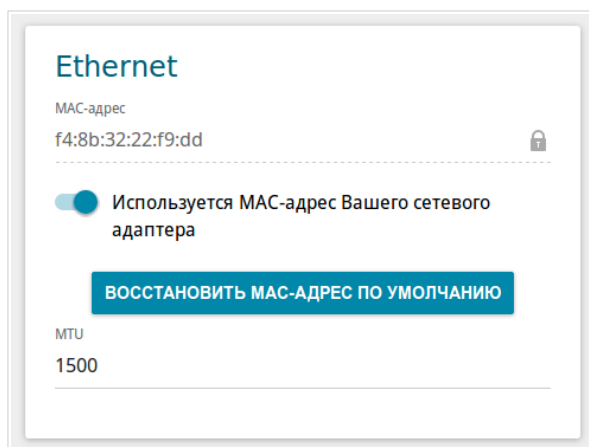 Ethernet
MAC-адрес
f4:8b:32:22:f9:dd
Используется MAC-адрес Вашего сетевого
адаптера
ВОССТАНОВИТЬ MAC-АДРЕС ПО УМОЛЧАНИЮ
MTU
1500